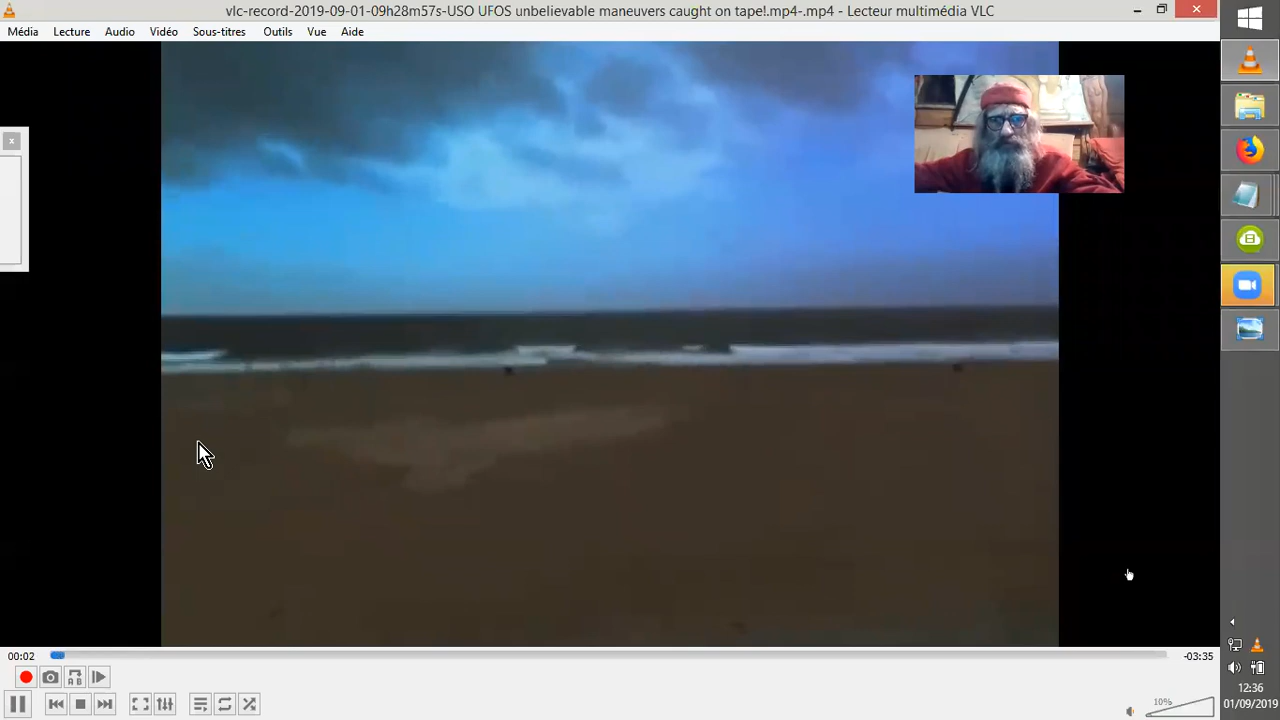 vlc-record-2019-09-01-09h28m57s-USO UFOS unbelievable maneuvers caught on tape!.mp4-.mp4 - Lecteur multimédia VLC
Média Lecture Audio Vidéo Sous-titres Outils Vue Aide
x
00:02 -03:35
A B
10%
12:36
01/09/2019